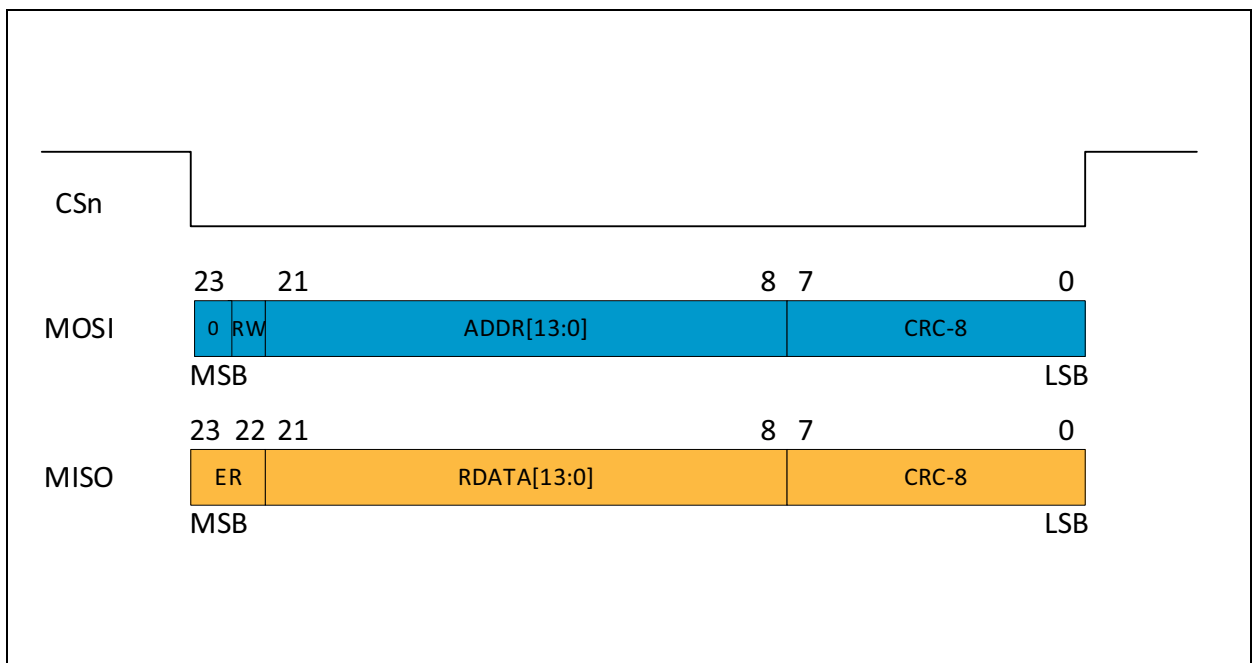 CSn
23 21 8 7 0
MOSI 0 RW ADDR[13:0] CRC-8
MSB LSB
23 22 21 8 7 0
MISO ER RDATA[13:0] CRC-8
MSB LSB